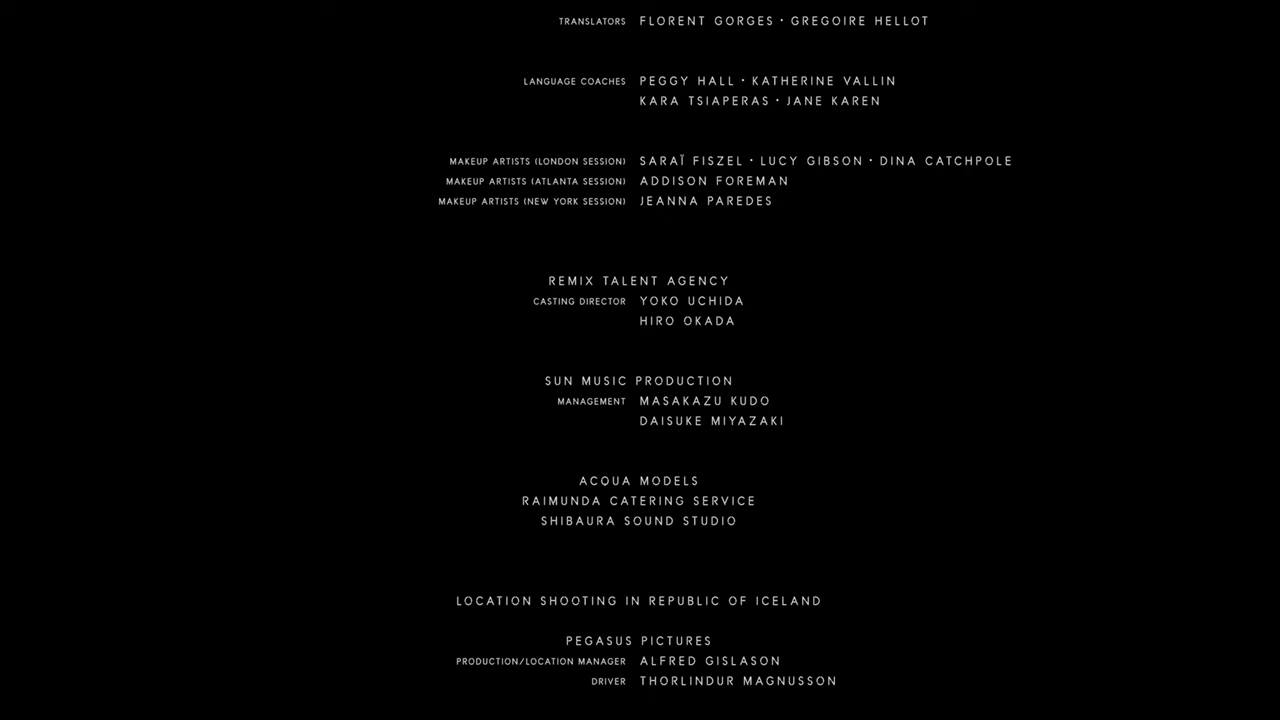 TRANSLATORS FLORENT GORGES · GREGOIRE HELLOT
LANGUAGE COACHES PEGGY HALL · KATHERINE VALLIN
KARA TSIAPERAS · JANE KAREN
MAKEUP ARTISTS (LONDON SESSION) SARAÏ FISZEL · LUCY GIBSON · DINA CATCHPOLE
MAKEUP ARTISTS (ATLANTA SESSION) ADDISON FOREMAN
MAKEUP ARTISTS (NEW YORK SESSION) JEANNA PAREDES
REMIX TALENT AGENCY
CASTING DIRECTOR YOKO UCHIDA
HIRO OKADA
SUN MUSIC PRODUCTION
MANAGEMENT MASAKAZU KUDO
DAISUKE MIYAZAKI
ACQUA MODELS
RAIMUNDA CATERING SERVICE
SHIBAURA SOUND STUDIO
LOCATION SHOOTING IN REPUBLIC OF ICELAND
PEGASUS PICTURES
PRODUCTION/LOCATION MANAGER ALFRED GISLASON
DRIVER THORLINDUR MAGNUSSON